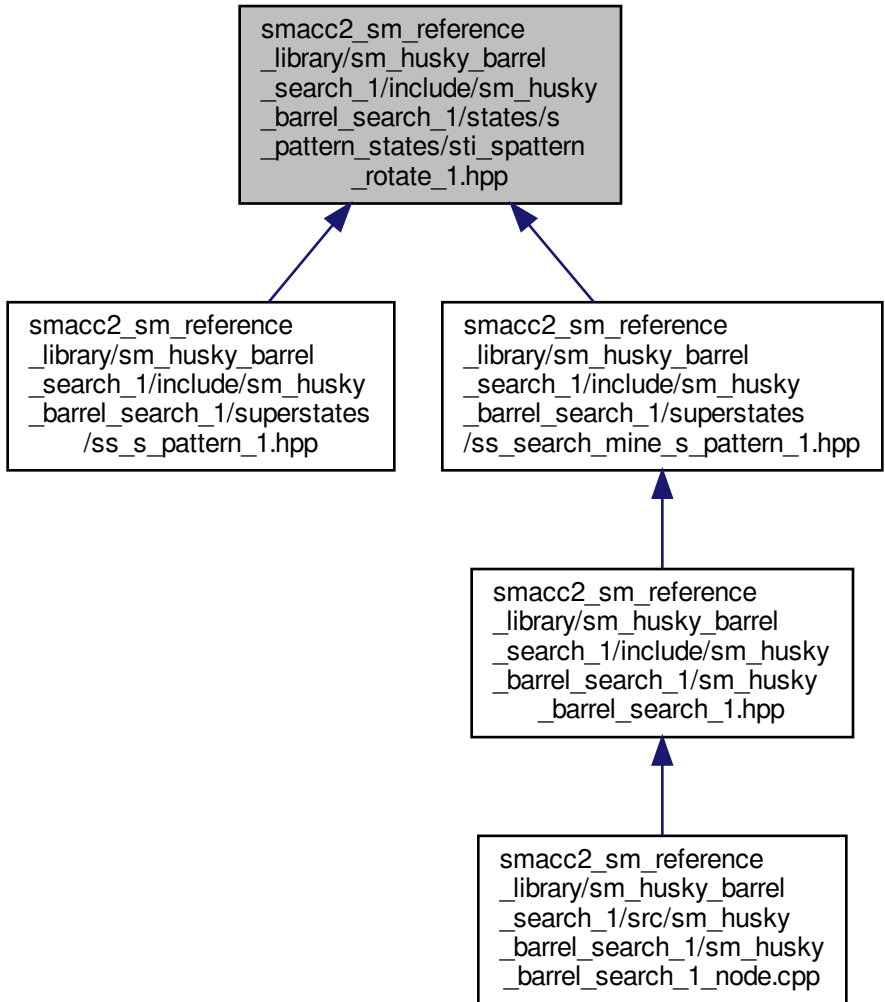 smacc2_sm_reference
_library/sm_husky_barrel
_search_1/include/sm_husky
_barrel_search_1/states/s
_pattern_states/sti_spattern
_rotate_1.hpp
smacc2_sm_reference
_library/sm_husky_barrel
_search_1/include/sm_husky
_barrel_search_1/superstates
/ss_s_pattern_1.hpp
smacc2_sm_reference
_library/sm_husky_barrel
_search_1/include/sm_husky
_barrel_search_1/superstates
/ss_search_mine_s_pattern_1.hpp
smacc2_sm_reference
_library/sm_husky_barrel
_search_1/include/sm_husky
_barrel_search_1/sm_husky
_barrel_search_1.hpp
smacc2_sm_reference
_library/sm_husky_barrel
_search_1/src/sm_husky
_barrel_search_1/sm_husky
_barrel_search_1_node.cpp